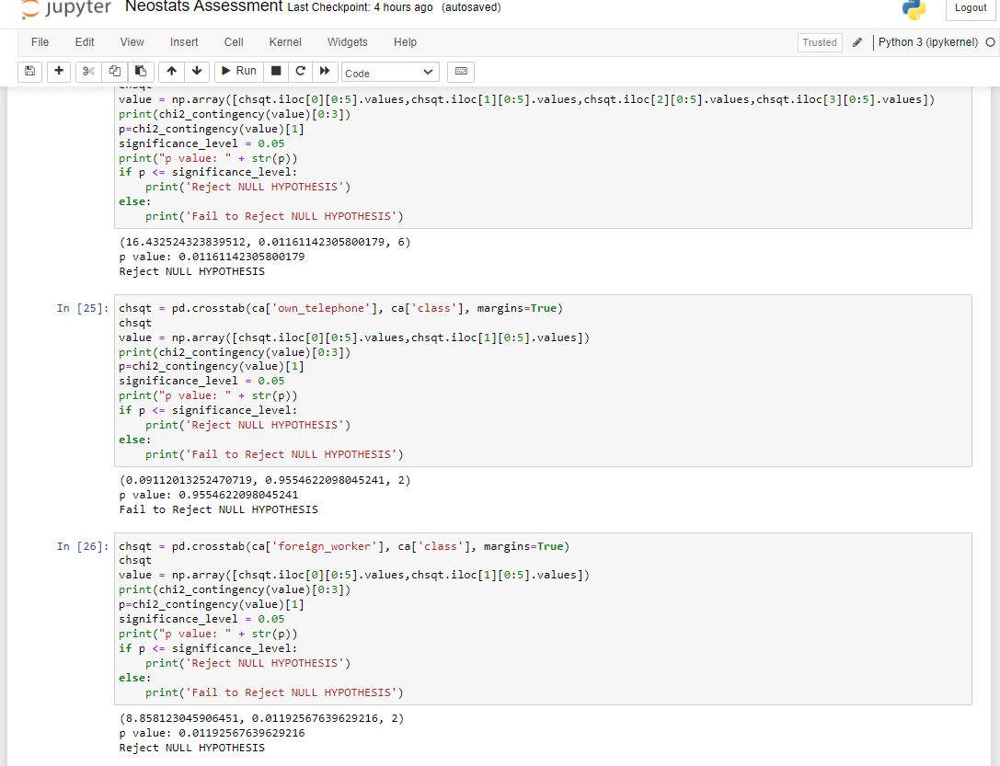 jupyter Neostats Assessment Last Checkpoint: 4 hours ago (autosaved)
Logout
File Edit View Insert Cell Kernel Widgets Help
Trusted Python 3 (ipykernel)
Run Code
chsqt
value = np.array([chsqt.iloc[0][0:5].values,chsqt.iloc[1][0:5].values,chsqt.iloc[2][0:5].values,chsqt.iloc[3][0:5].values])
print(chi2_contingency(value)[0:3])
p=chi2_contingency(value)[1]
significance_level = 0.05
print("p value: " + str(p))
if p <= significance_level:
    print('Reject NULL HYPOTHESIS')
else:
    print('Fail to Reject NULL HYPOTHESIS')
(16.432524323839512, 0.01161142305800179, 6)
p value: 0.01161142305800179
Reject NULL HYPOTHESIS
In [25]: chsqt = pd.crosstab(ca['own_telephone'], ca['class'], margins=True)
chsqt
value = np.array([chsqt.iloc[0][0:5].values,chsqt.iloc[1][0:5].values])
print(chi2_contingency(value)[0:3])
p=chi2_contingency(value)[1]
significance_level = 0.05
print("p value: " + str(p))
if p <= significance_level:
    print('Reject NULL HYPOTHESIS')
else:
    print('Fail to Reject NULL HYPOTHESIS')
(0.09112013252470719, 0.9554622098045241, 2)
p value: 0.9554622098045241
Fail to Reject NULL HYPOTHESIS
In [26]: chsqt = pd.crosstab(ca['foreign_worker'], ca['class'], margins=True)
chsqt
value = np.array([chsqt.iloc[0][0:5].values,chsqt.iloc[1][0:5].values])
print(chi2_contingency(value)[0:3])
p=chi2_contingency(value)[1]
significance_level = 0.05
print("p value: " + str(p))
if p <= significance_level:
    print('Reject NULL HYPOTHESIS')
else:
    print('Fail to Reject NULL HYPOTHESIS')
(8.858123045906451, 0.01192567639629216, 2)
p value: 0.01192567639629216
Reject NULL HYPOTHESIS